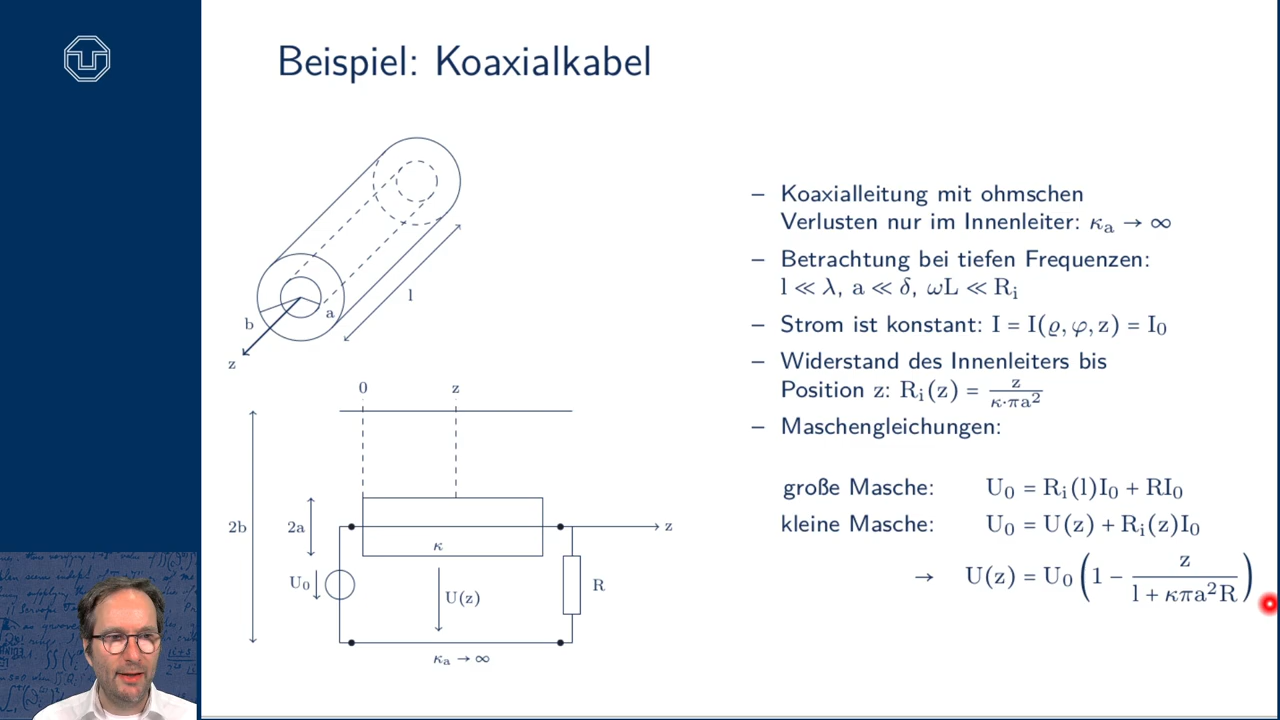 Beispiel: Koaxialkabel
l
a
b
z
0
z
2b
2a
z
κ
U₀
U(z)
R
κₐ → ∞
– Koaxialleitung mit ohmschen
Verlusten nur im Innenleiter: κₐ → ∞
– Betrachtung bei tiefen Frequenzen:
l ≪ λ, a ≪ δ, ωL ≪ Rᵢ
– Strom ist konstant: I = I(ϱ, φ, z) = I₀
– Widerstand des Innenleiters bis
Position z: Rᵢ(z) = z/(κ·πa²)
– Maschengleichungen:
große Masche: U₀ = Rᵢ(l)I₀ + RI₀
kleine Masche: U₀ = U(z) + Rᵢ(z)I₀
→ U(z) = U₀(1 − z/(l + κπa²R))